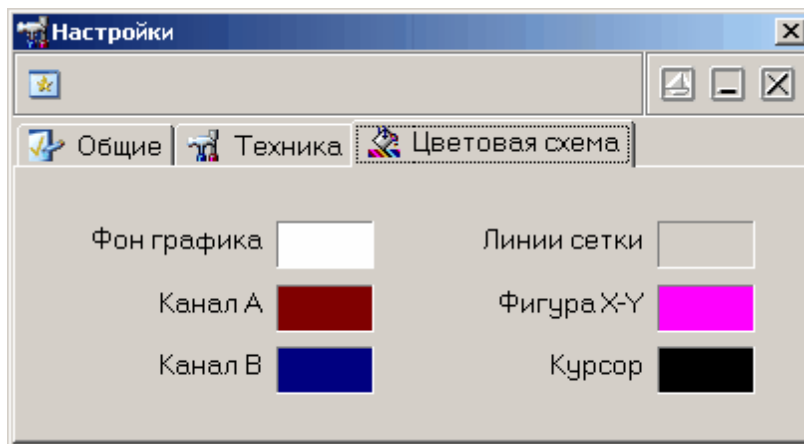 Настройки
Общие Техника Цветовая схема
Фон графика Линии сетки
Канал A Фигура X-Y
Канал B Курсор